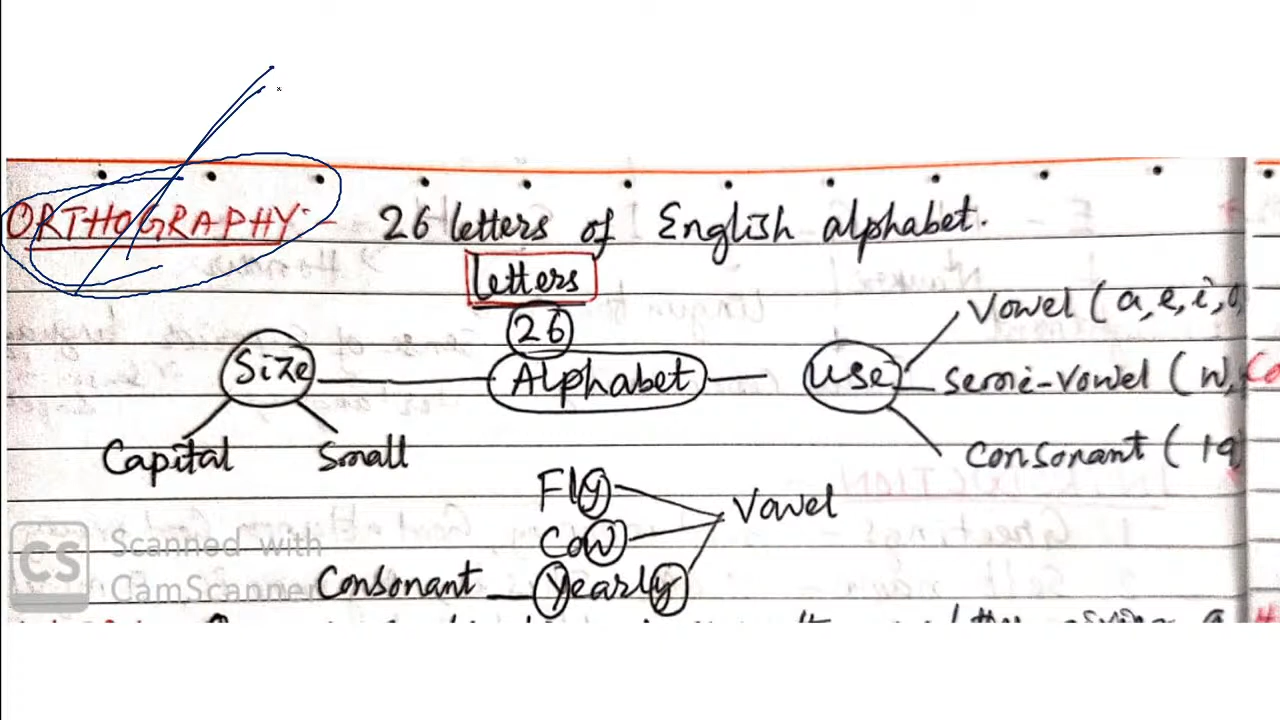 ORTHOGRAPHY:- 26 letters of English alphabet.
letters
26
Size Alphabet Use
Vowel (a, e, i, o
Semi-Vowel (w,
Consonant (19
Capital Small
Fly
Cow
Yearly
Vowel
Consonant
CS Scanned with
CamScanner